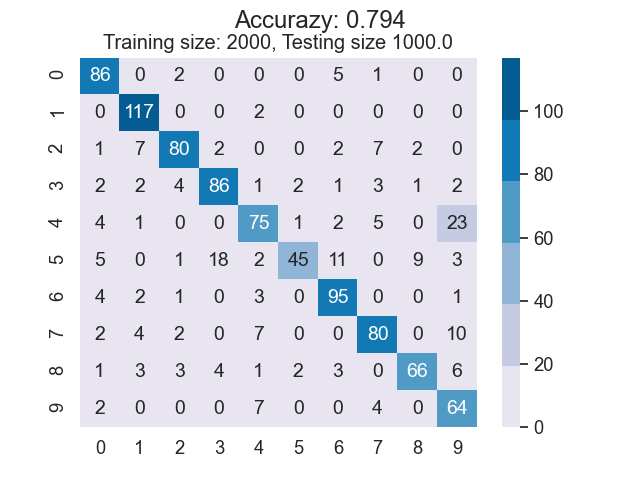 Accurazy: 0.794
Training size: 2000, Testing size 1000.0
0 86 0 2 0 0 0 5 1 0 0
1 0 117 0 0 2 0 0 0 0 0
2 1 7 80 2 0 0 2 7 2 0
3 2 2 4 86 1 2 1 3 1 2
4 4 1 0 0 75 1 2 5 0 23
5 5 0 1 18 2 45 11 0 9 3
6 4 2 1 0 3 0 95 0 0 1
7 2 4 2 0 7 0 0 80 0 10
8 1 3 3 4 1 2 3 0 66 6
9 2 0 0 0 7 0 0 4 0 64
0 1 2 3 4 5 6 7 8 9
100
80
60
40
20
0